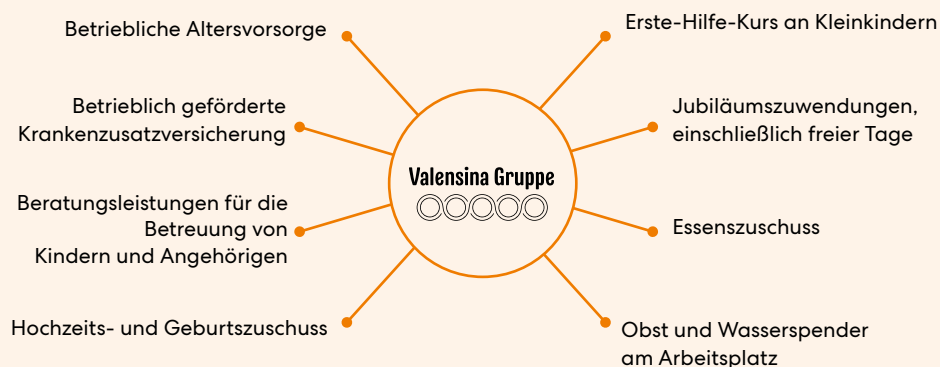 Betriebliche Altersvorsorge
Betrieblich geförderte
Krankenzusatzversicherung
Beratungsleistungen für die
Betreuung von
Kindern und Angehörigen
Hochzeits- und Geburtszuschuss
Valensina Gruppe
Erste-Hilfe-Kurs an Kleinkindern
Jubiläumszuwendungen,
einschließlich freier Tage
Essenszuschuss
Obst und Wasserspender
am Arbeitsplatz